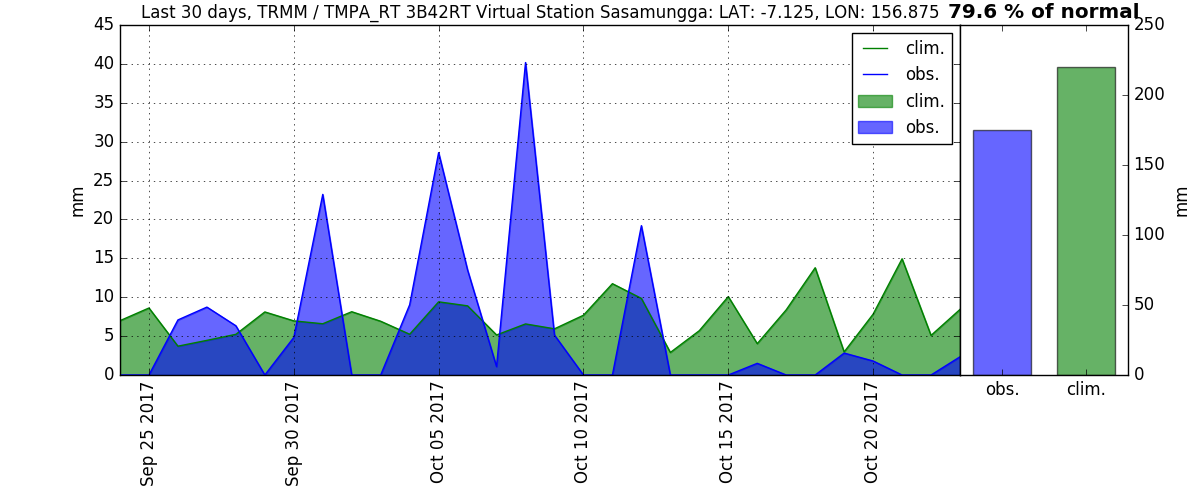 Last 30 days, TRMM / TMPA_RT 3B42RT Virtual Station Sasamungga: LAT: -7.125, LON: 156.875
79.6 % of normal
45
40
35
30
25
20
15
10
5
0
mm
clim.
obs.
clim.
obs.
Sep 25 2017
Sep 30 2017
Oct 05 2017
Oct 10 2017
Oct 15 2017
Oct 20 2017
250
200
150
100
50
0
mm
obs.
clim.